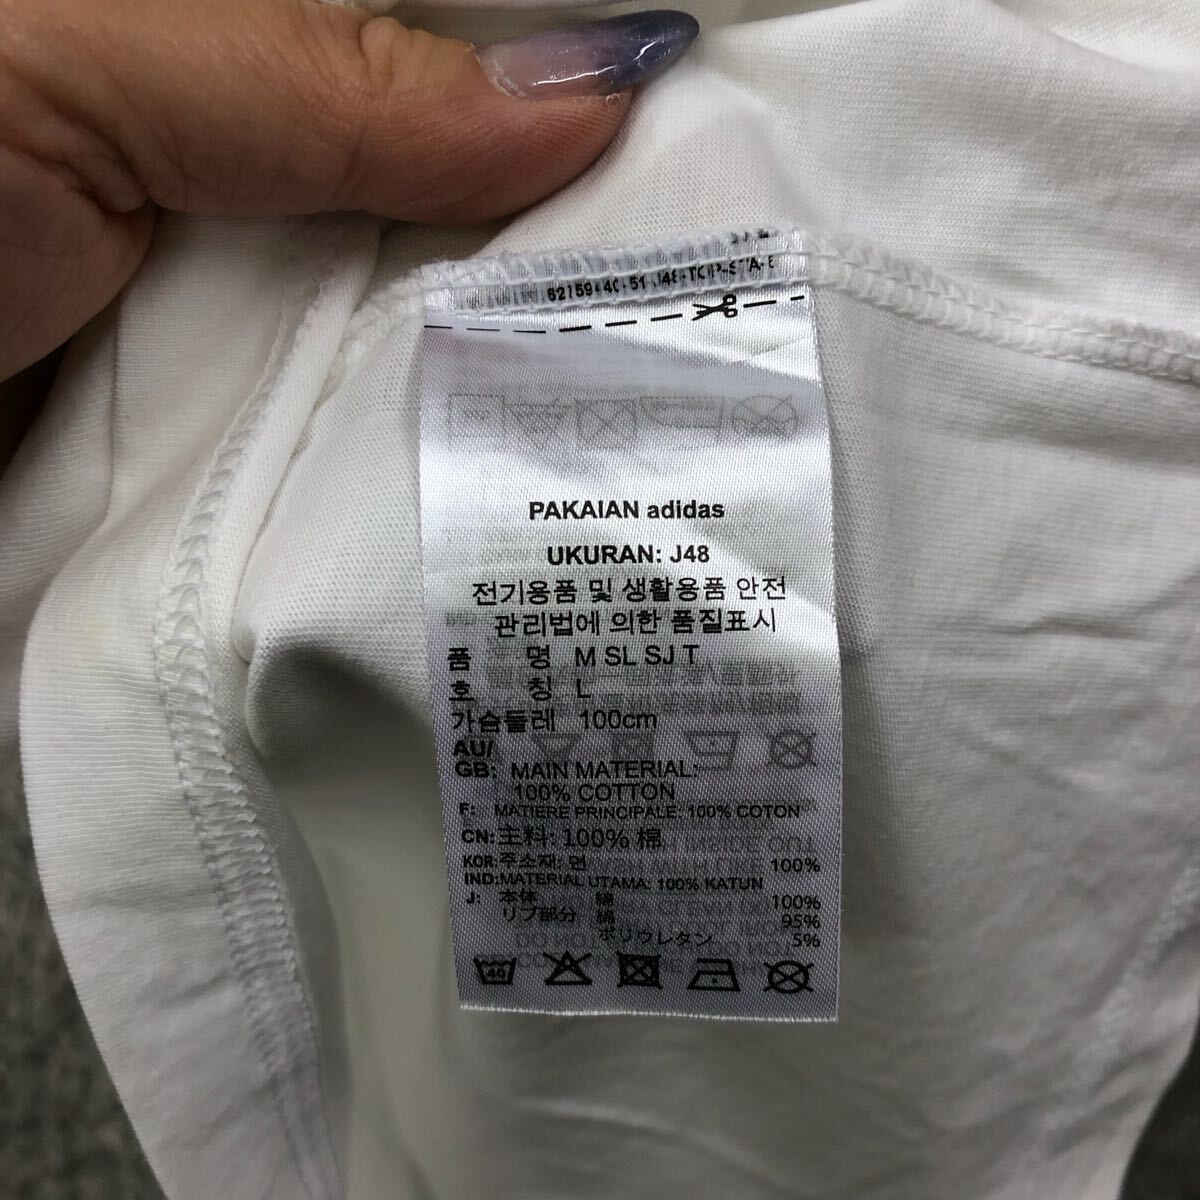 PAKAIAN adidas
UKURAN: J48
전기용품 및 생활용품 안전
관리법에 의한 품질표시
품 명 M SL SJ T
호 칭 L
가슴둘레 100cm
AU/
GB: MAIN MATERIAL:
100% COTTON
F: MATIERE PRINCIPALE: 100% COTON
CN: 主料: 100% 棉
KOR: 주소재: 면 100%
IND: MATERIAL UTAMA: 100% KATUN
J: 本体 綿 100%
リブ部分 綿 95%
ポリウレタン 5%
40